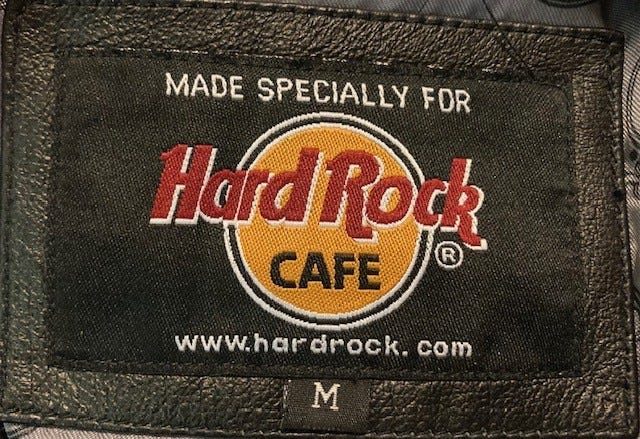 MADE SPECIALLY FOR
Hard Rock
CAFE
®
www.hardrock.com
M